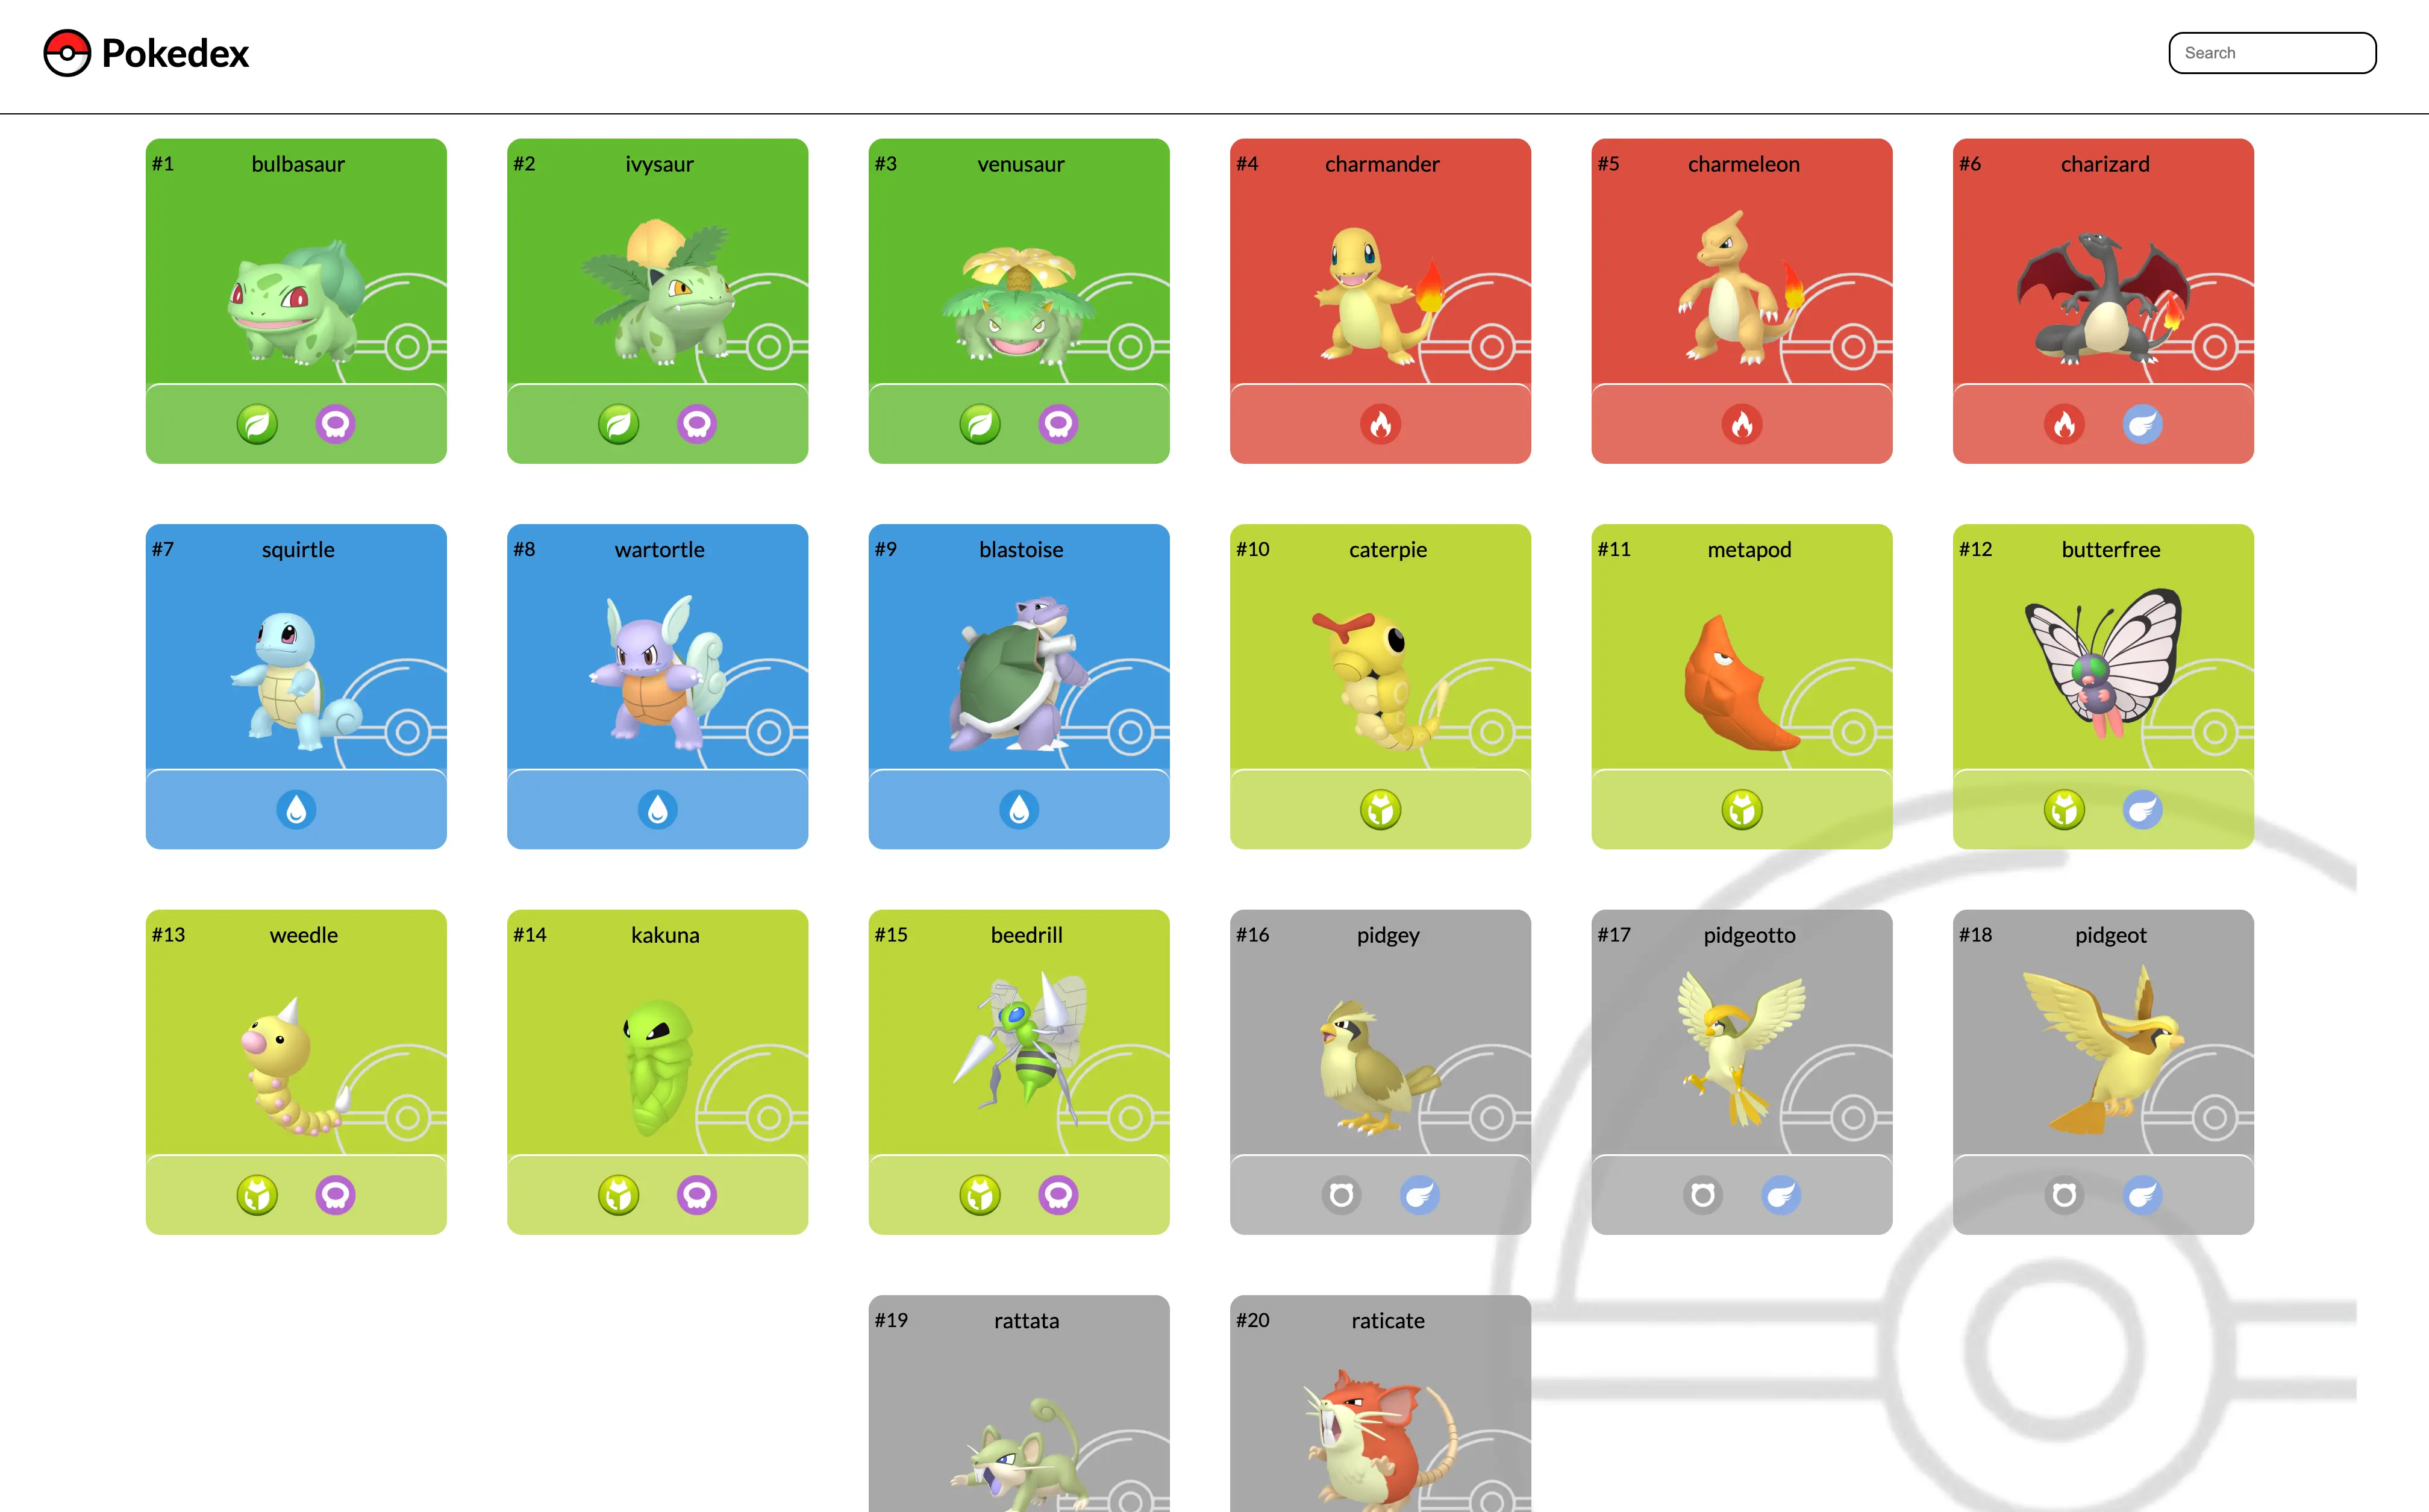 Pokedex
Search
#1 bulbasaur
#2 ivysaur
#3 venusaur
#4 charmander
#5 charmeleon
#6 charizard
#7 squirtle
#8 wartortle
#9 blastoise
#10 caterpie
#11 metapod
#12 butterfree
#13 weedle
#14 kakuna
#15 beedrill
#16 pidgey
#17 pidgeotto
#18 pidgeot
#19 rattata
#20 raticate